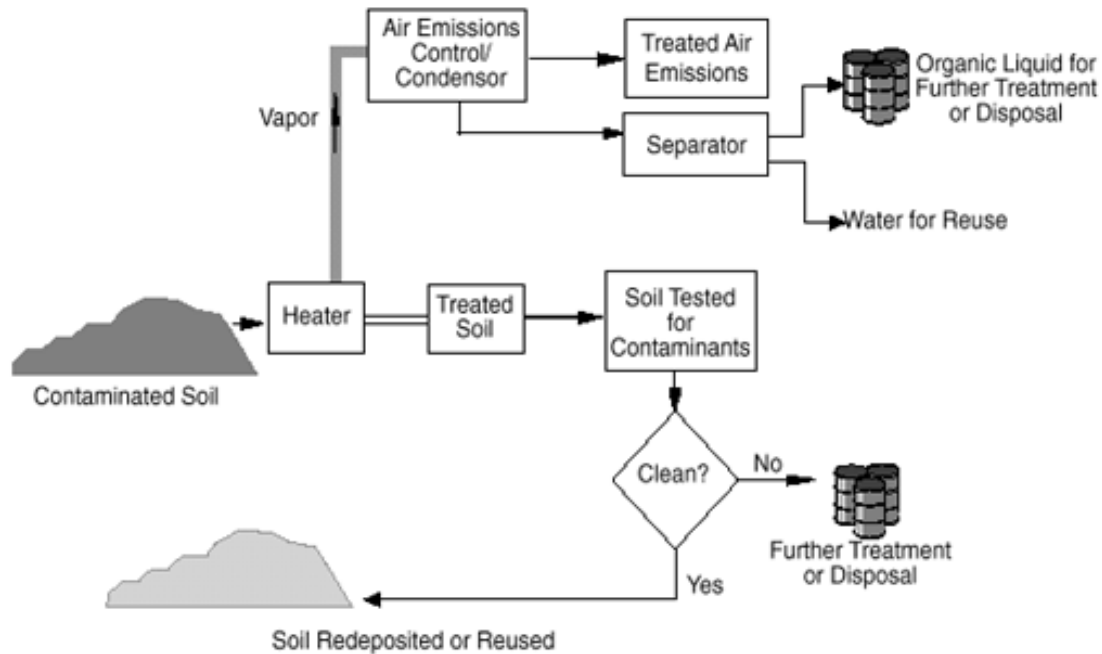 Air Emissions
Control/
Condensor
Treated Air
Emissions
Organic Liquid for
Further Treatment
or Disposal
Vapor
Separator
Water for Reuse
Heater
Treated
Soil
Soil Tested
for
Contaminants
Contaminated Soil
Clean?
No
Further Treatment
or Disposal
Yes
Soil Redeposited or Reused